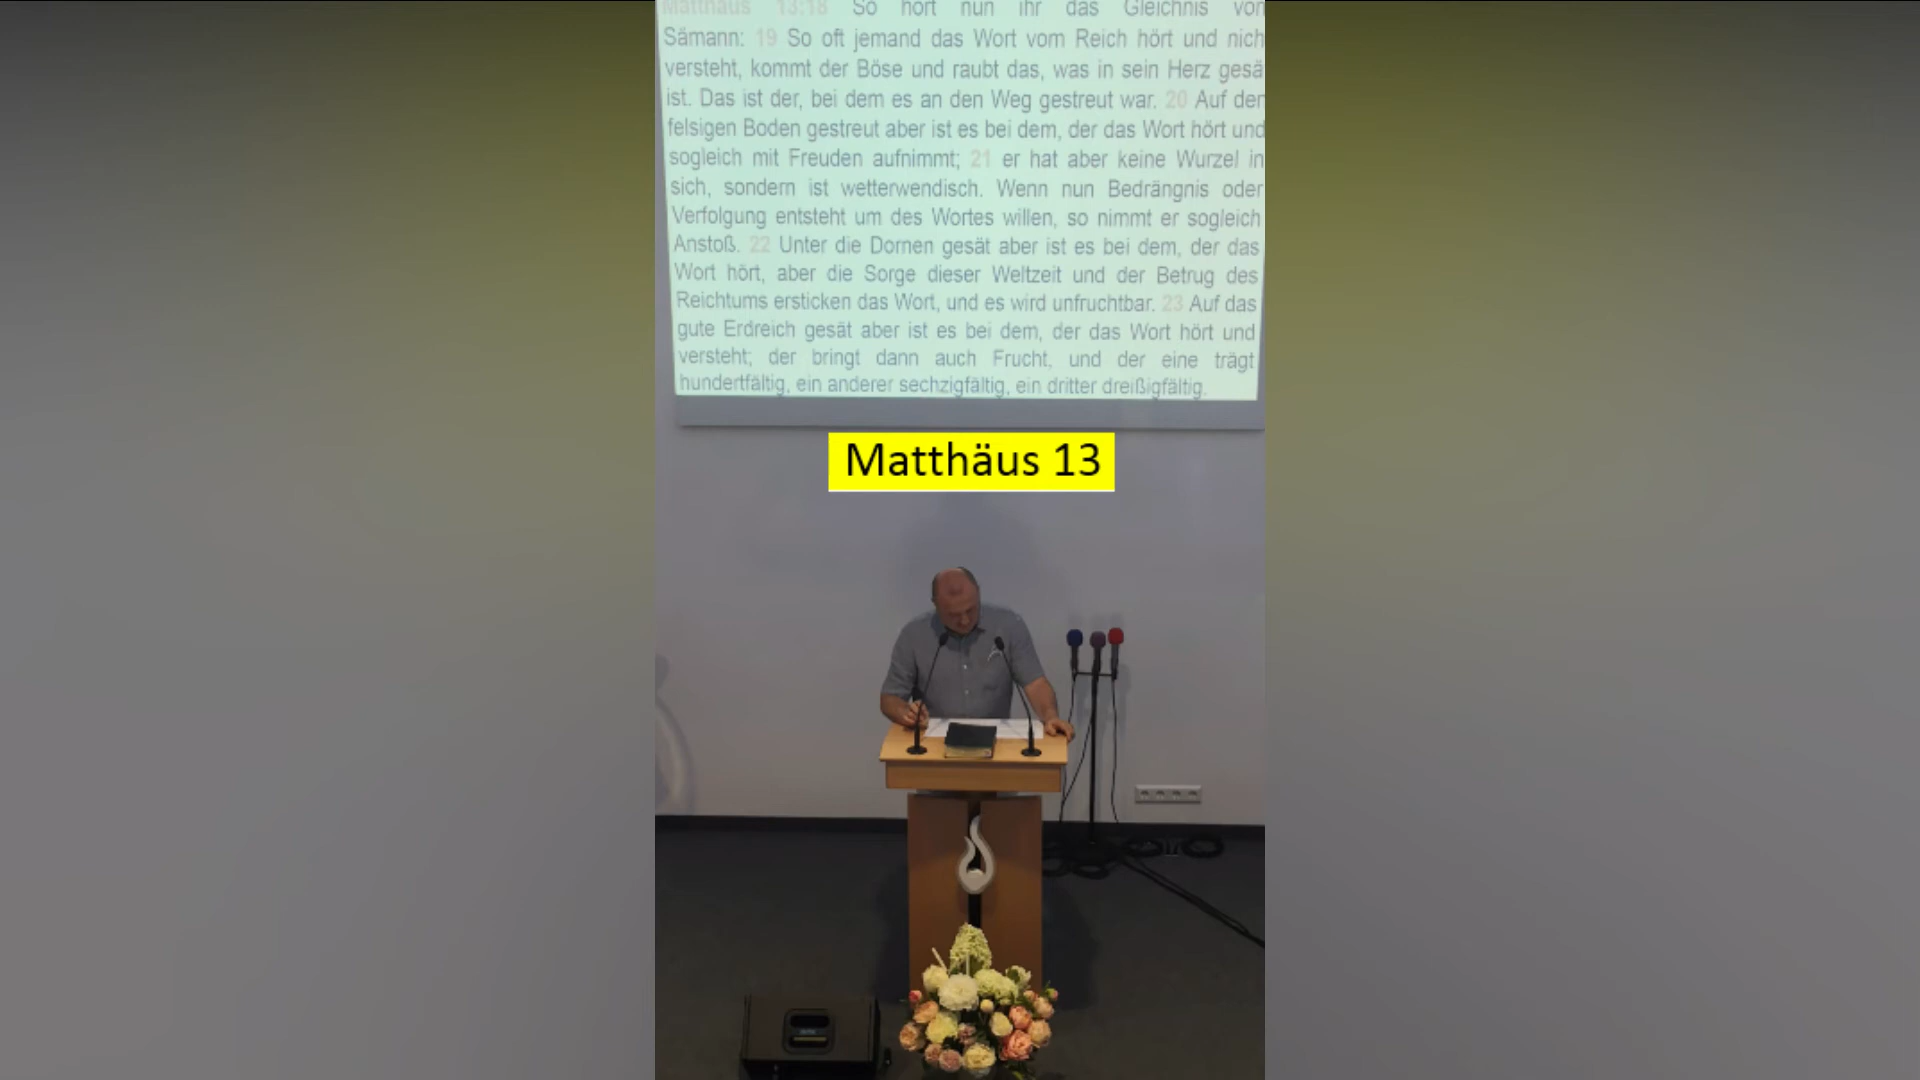 Matthäus 13:18 So hört nun ihr das Gleichnis von
Sämann: 19 So oft jemand das Wort vom Reich hört und nich
versteht, kommt der Böse und raubt das, was in sein Herz gesä
ist. Das ist der, bei dem es an den Weg gestreut war. 20 Auf den
felsigen Boden gestreut aber ist es bei dem, der das Wort hört und
sogleich mit Freuden aufnimmt; 21 er hat aber keine Wurzel in
sich, sondern ist wetterwendisch. Wenn nun Bedrängnis oder
Verfolgung entsteht um des Wortes willen, so nimmt er sogleich
Anstoß. 22 Unter die Dornen gesät aber ist es bei dem, der das
Wort hört, aber die Sorge dieser Weltzeit und der Betrug des
Reichtums ersticken das Wort, und es wird unfruchtbar. 23 Auf das
gute Erdreich gesät aber ist es bei dem, der das Wort hört und
versteht; der bringt dann auch Frucht, und der eine trägt
hundertfältig, ein anderer sechzigfältig, ein dritter dreißigfältig.
Matthäus 13